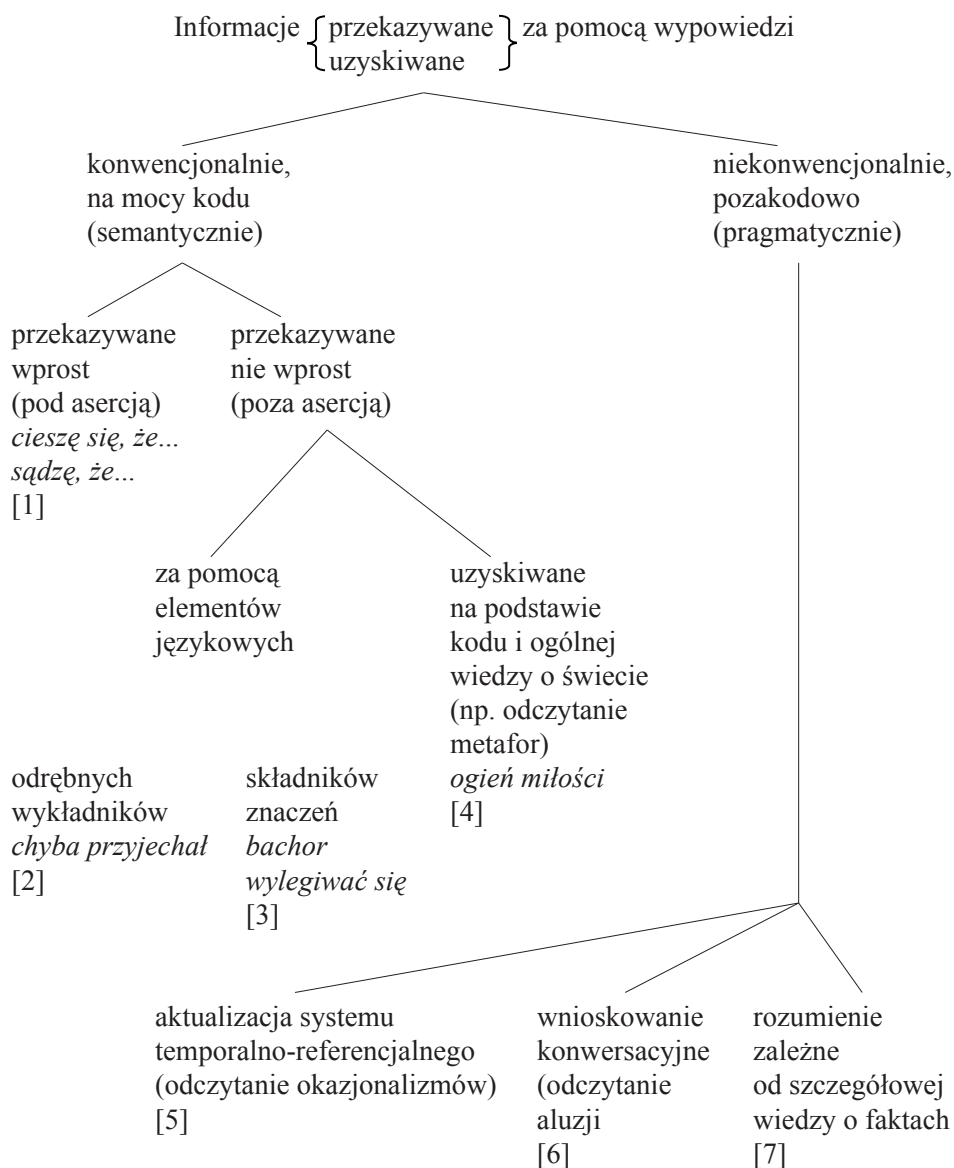 Informacje { przekazywane } za pomocą wypowiedzi
uzyskiwane
konwencjonalnie,
na mocy kodu
(semantycznie)
niekonwencjonalnie,
pozakodowo
(pragmatycznie)
przekazywane
wprost
(pod asercją)
cieszę się, że...
sądzę, że...
[1]
przekazywane
nie wprost
(poza asercją)
za pomocą
elementów
językowych
uzyskiwane
na podstawie
kodu i ogólnej
wiedzy o świecie
(np. odczytanie
metafor)
ogień miłości
[4]
odrębnych
wykładników
chyba przyjechał
[2]
składników
znaczeń
bachor
wylegiwać się
[3]
aktualizacja systemu
temporalno-referencjalnego
(odczytanie okazjonalizmów)
[5]
wnioskowanie
konwersacyjne
(odczytanie
aluzji
[6]
rozumienie
zależne
od szczegółowej
wiedzy o faktach
[7]